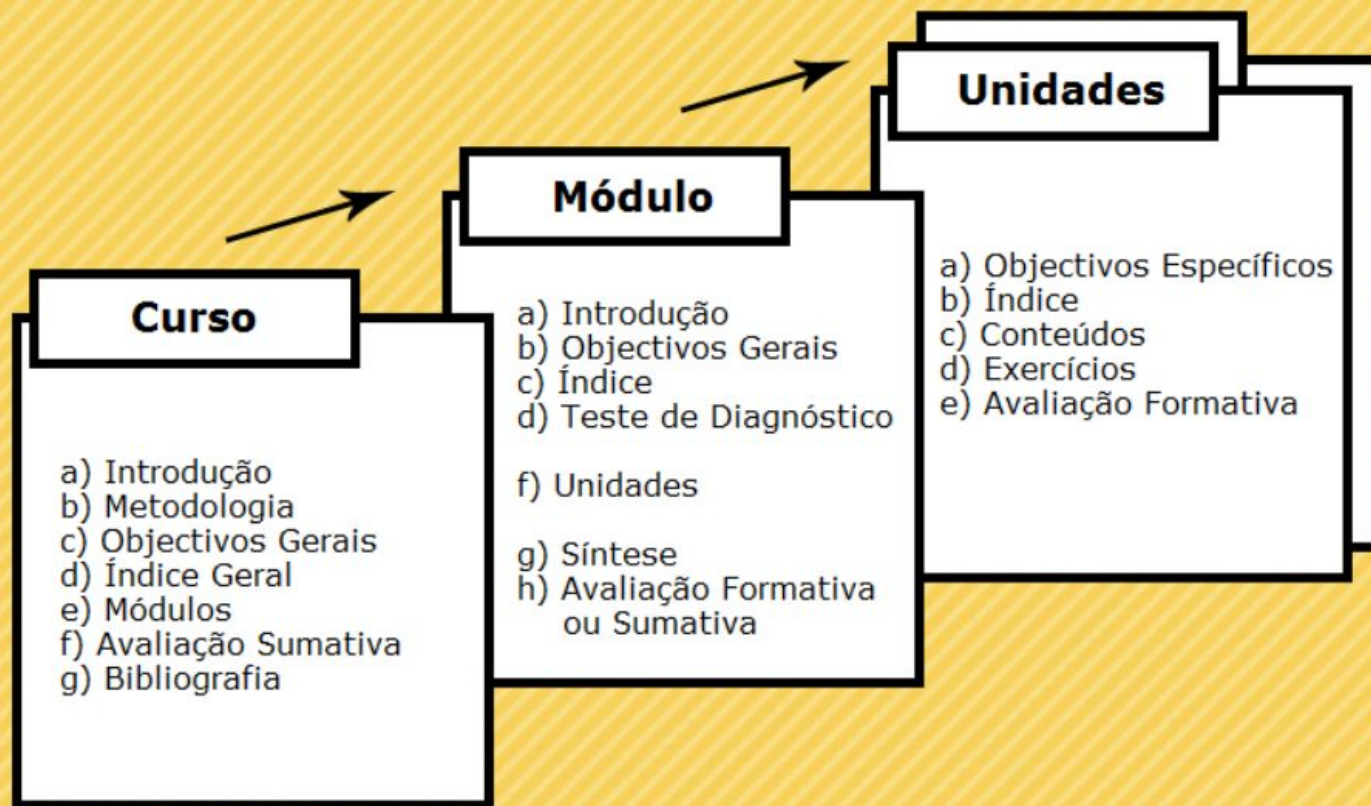 Curso
a) Introdução
b) Metodologia
c) Objectivos Gerais
d) Índice Geral
e) Módulos
f) Avaliação Sumativa
g) Bibliografia
Módulo
a) Introdução
b) Objectivos Gerais
c) Índice
d) Teste de Diagnóstico
f) Unidades
g) Síntese
h) Avaliação Formativa
ou Sumativa
Unidades
a) Objectivos Específicos
b) Índice
c) Conteúdos
d) Exercícios
e) Avaliação Formativa